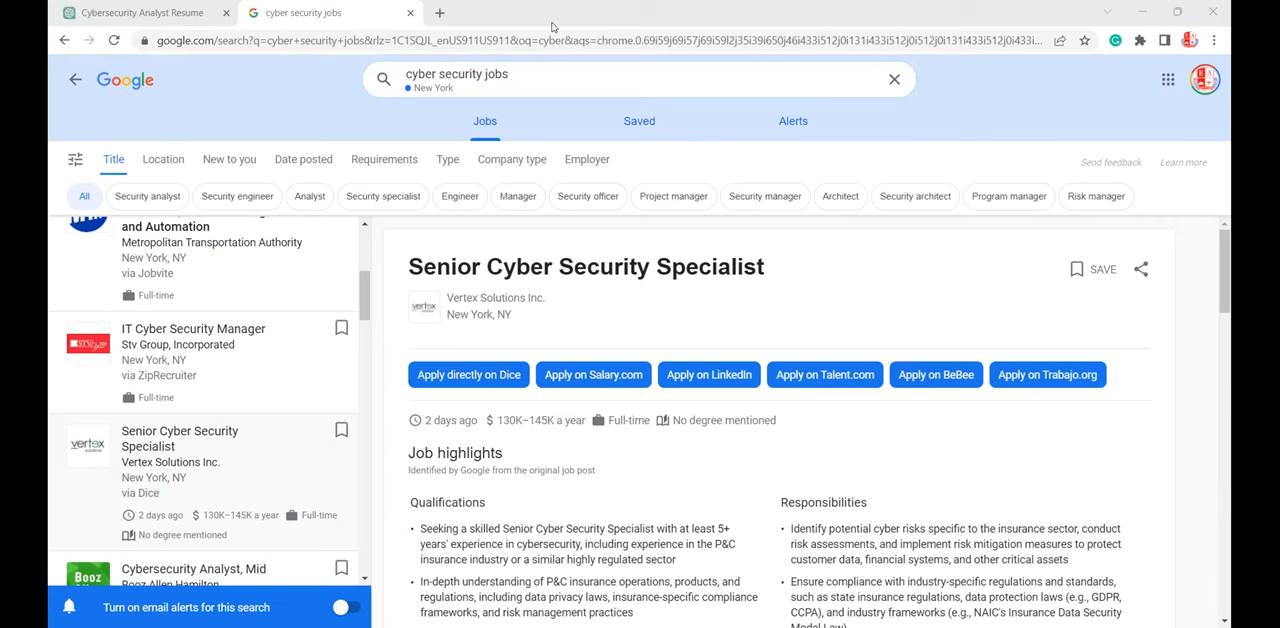 Cybersecurity Analyst Resume
cyber security jobs
google.com/search?q=cyber+security+jobs&rlz=1C1SQJL_enUS911US911&oq=cyber&aqs=chrome.0.69i59j69i57j69i59l2j35i39i650j46i433i512j0i131i433i512j0i512j0i131i433i512j0i433i...
Google
cyber security jobs
New York
Jobs
Saved
Alerts
Title
Location
New to you
Date posted
Requirements
Type
Company type
Employer
Send feedback
Learn more
All
Security analyst
Security engineer
Analyst
Security specialist
Engineer
Manager
Security officer
Project manager
Security manager
Architect
Security architect
Program manager
Risk manager
and Automation
Metropolitan Transportation Authority
New York, NY
via Jobvite
Full-time
IT Cyber Security Manager
Stv Group, Incorporated
New York, NY
via ZipRecruiter
Full-time
vertex
Senior Cyber Security
Specialist
Vertex Solutions Inc.
New York, NY
via Dice
2 days ago
130K–145K a year
Full-time
No degree mentioned
Booz
Cybersecurity Analyst, Mid
Booz Allen Hamilton
Turn on email alerts for this search
Senior Cyber Security Specialist
SAVE
vertex
Vertex Solutions Inc.
New York, NY
Apply directly on Dice
Apply on Salary.com
Apply on LinkedIn
Apply on Talent.com
Apply on BeBee
Apply on Trabajo.org
2 days ago
$ 130K–145K a year
Full-time
No degree mentioned
Job highlights
Identified by Google from the original job post
Qualifications
• Seeking a skilled Senior Cyber Security Specialist with at least 5+
years' experience in cybersecurity, including experience in the P&C
insurance industry or a similar highly regulated sector
• In-depth understanding of P&C insurance operations, products, and
regulations, including data privacy laws, insurance-specific compliance
frameworks, and risk management practices
Responsibilities
• Identify potential cyber risks specific to the insurance sector, conduct
risk assessments, and implement risk mitigation measures to protect
customer data, financial systems, and other critical assets
• Ensure compliance with industry-specific regulations and standards,
such as state insurance regulations, data protection laws (e.g., GDPR,
CCPA), and industry frameworks (e.g., NAIC's Insurance Data Security
Model Law)